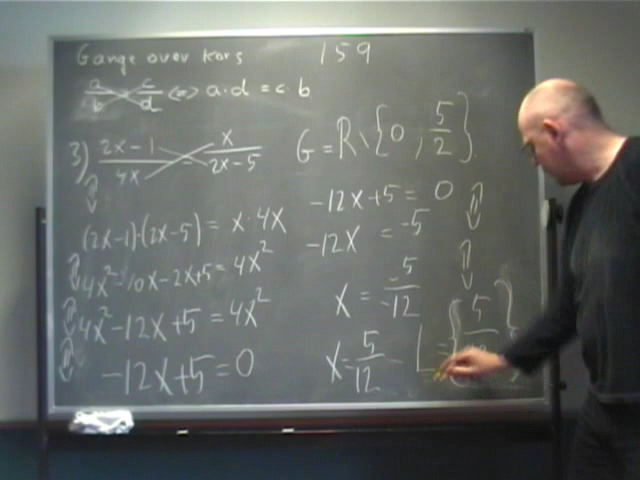 Gange over kors 159
a/b = c/d <=> a·d = c b
3) (2x-1)/(4x) = x/(2x-5)
G = R\{0, 5/2}
(2x-1)·(2x-5) = x·4x
4x² - 10x - 2x + 5 = 4x²
4x² - 12x + 5 = 4x²
-12x + 5 = 0
-12x + 5 = 0
-12x = -5
x = -5/-12
x = 5/12
L = {5/